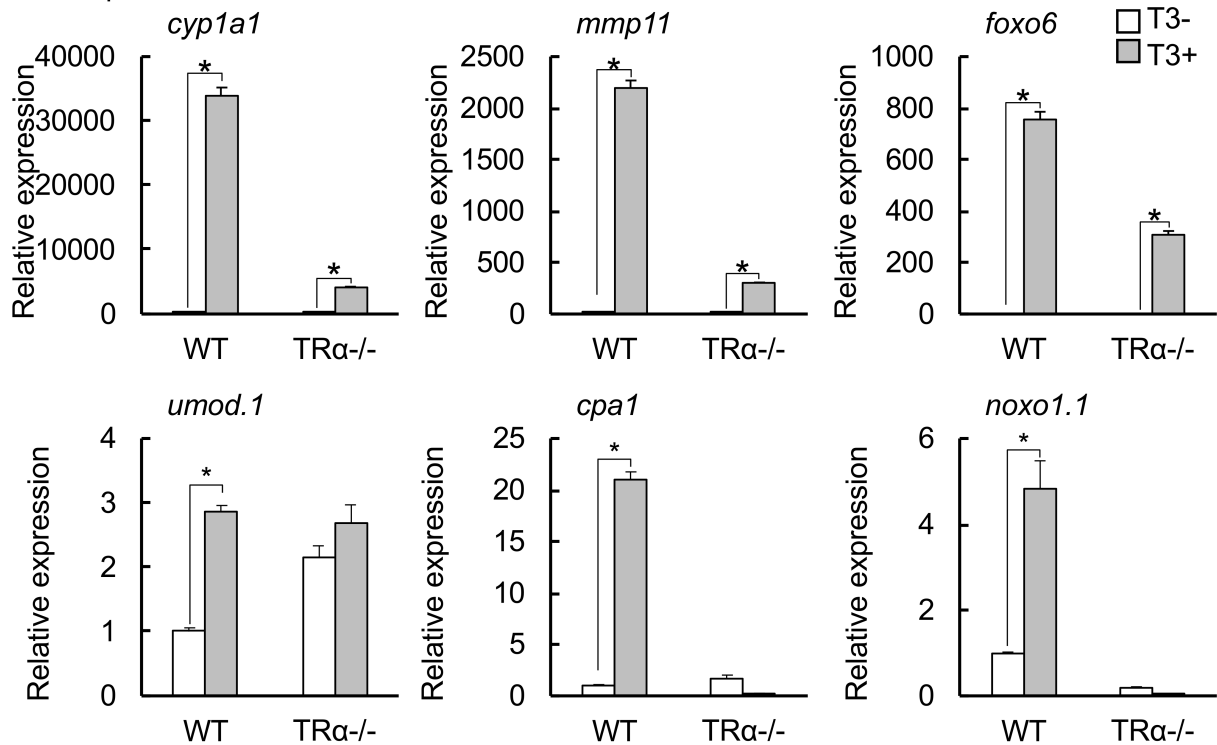 cyp1a1
Relative expression
40000
30000
20000
10000
0
*
*
WT
TRα-/-
mmp11
Relative expression
2500
2000
1500
1000
500
0
*
*
WT
TRα-/-
foxo6
Relative expression
1000
800
600
400
200
0
*
*
WT
TRα-/-
T3-
T3+
umod.1
Relative expression
4
3
2
1
0
*
WT
TRα-/-
cpa1
Relative expression
25
20
15
10
5
0
*
WT
TRα-/-
noxo1.1
Relative expression
6
4
2
0
*
WT
TRα-/-